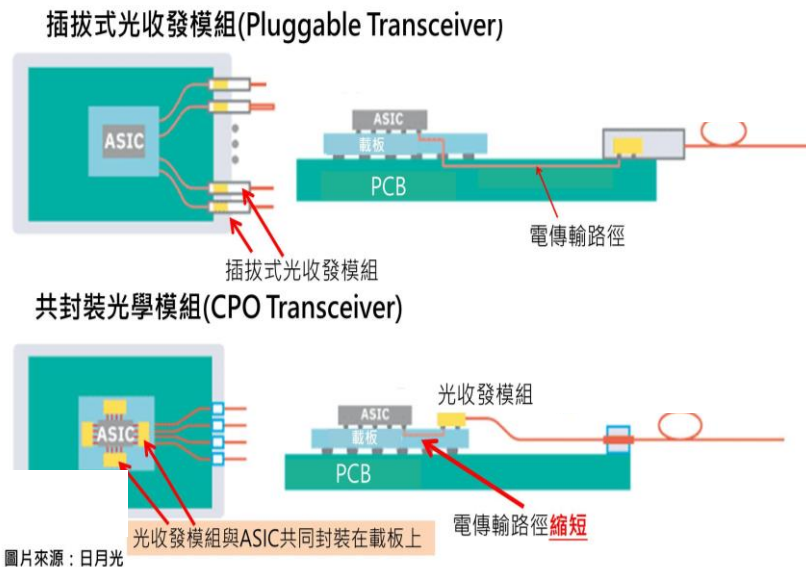 插拔式光收發模組(Pluggable Transceiver)
ASIC
ASIC
載板
PCB
電傳輸路徑
插拔式光收發模組
共封裝光學模組(CPO Transceiver)
光收發模組
ASIC
ASIC
載板
PCB
電傳輸路徑縮短
光收發模組與ASIC共同封裝在載板上
圖片來源：日月光